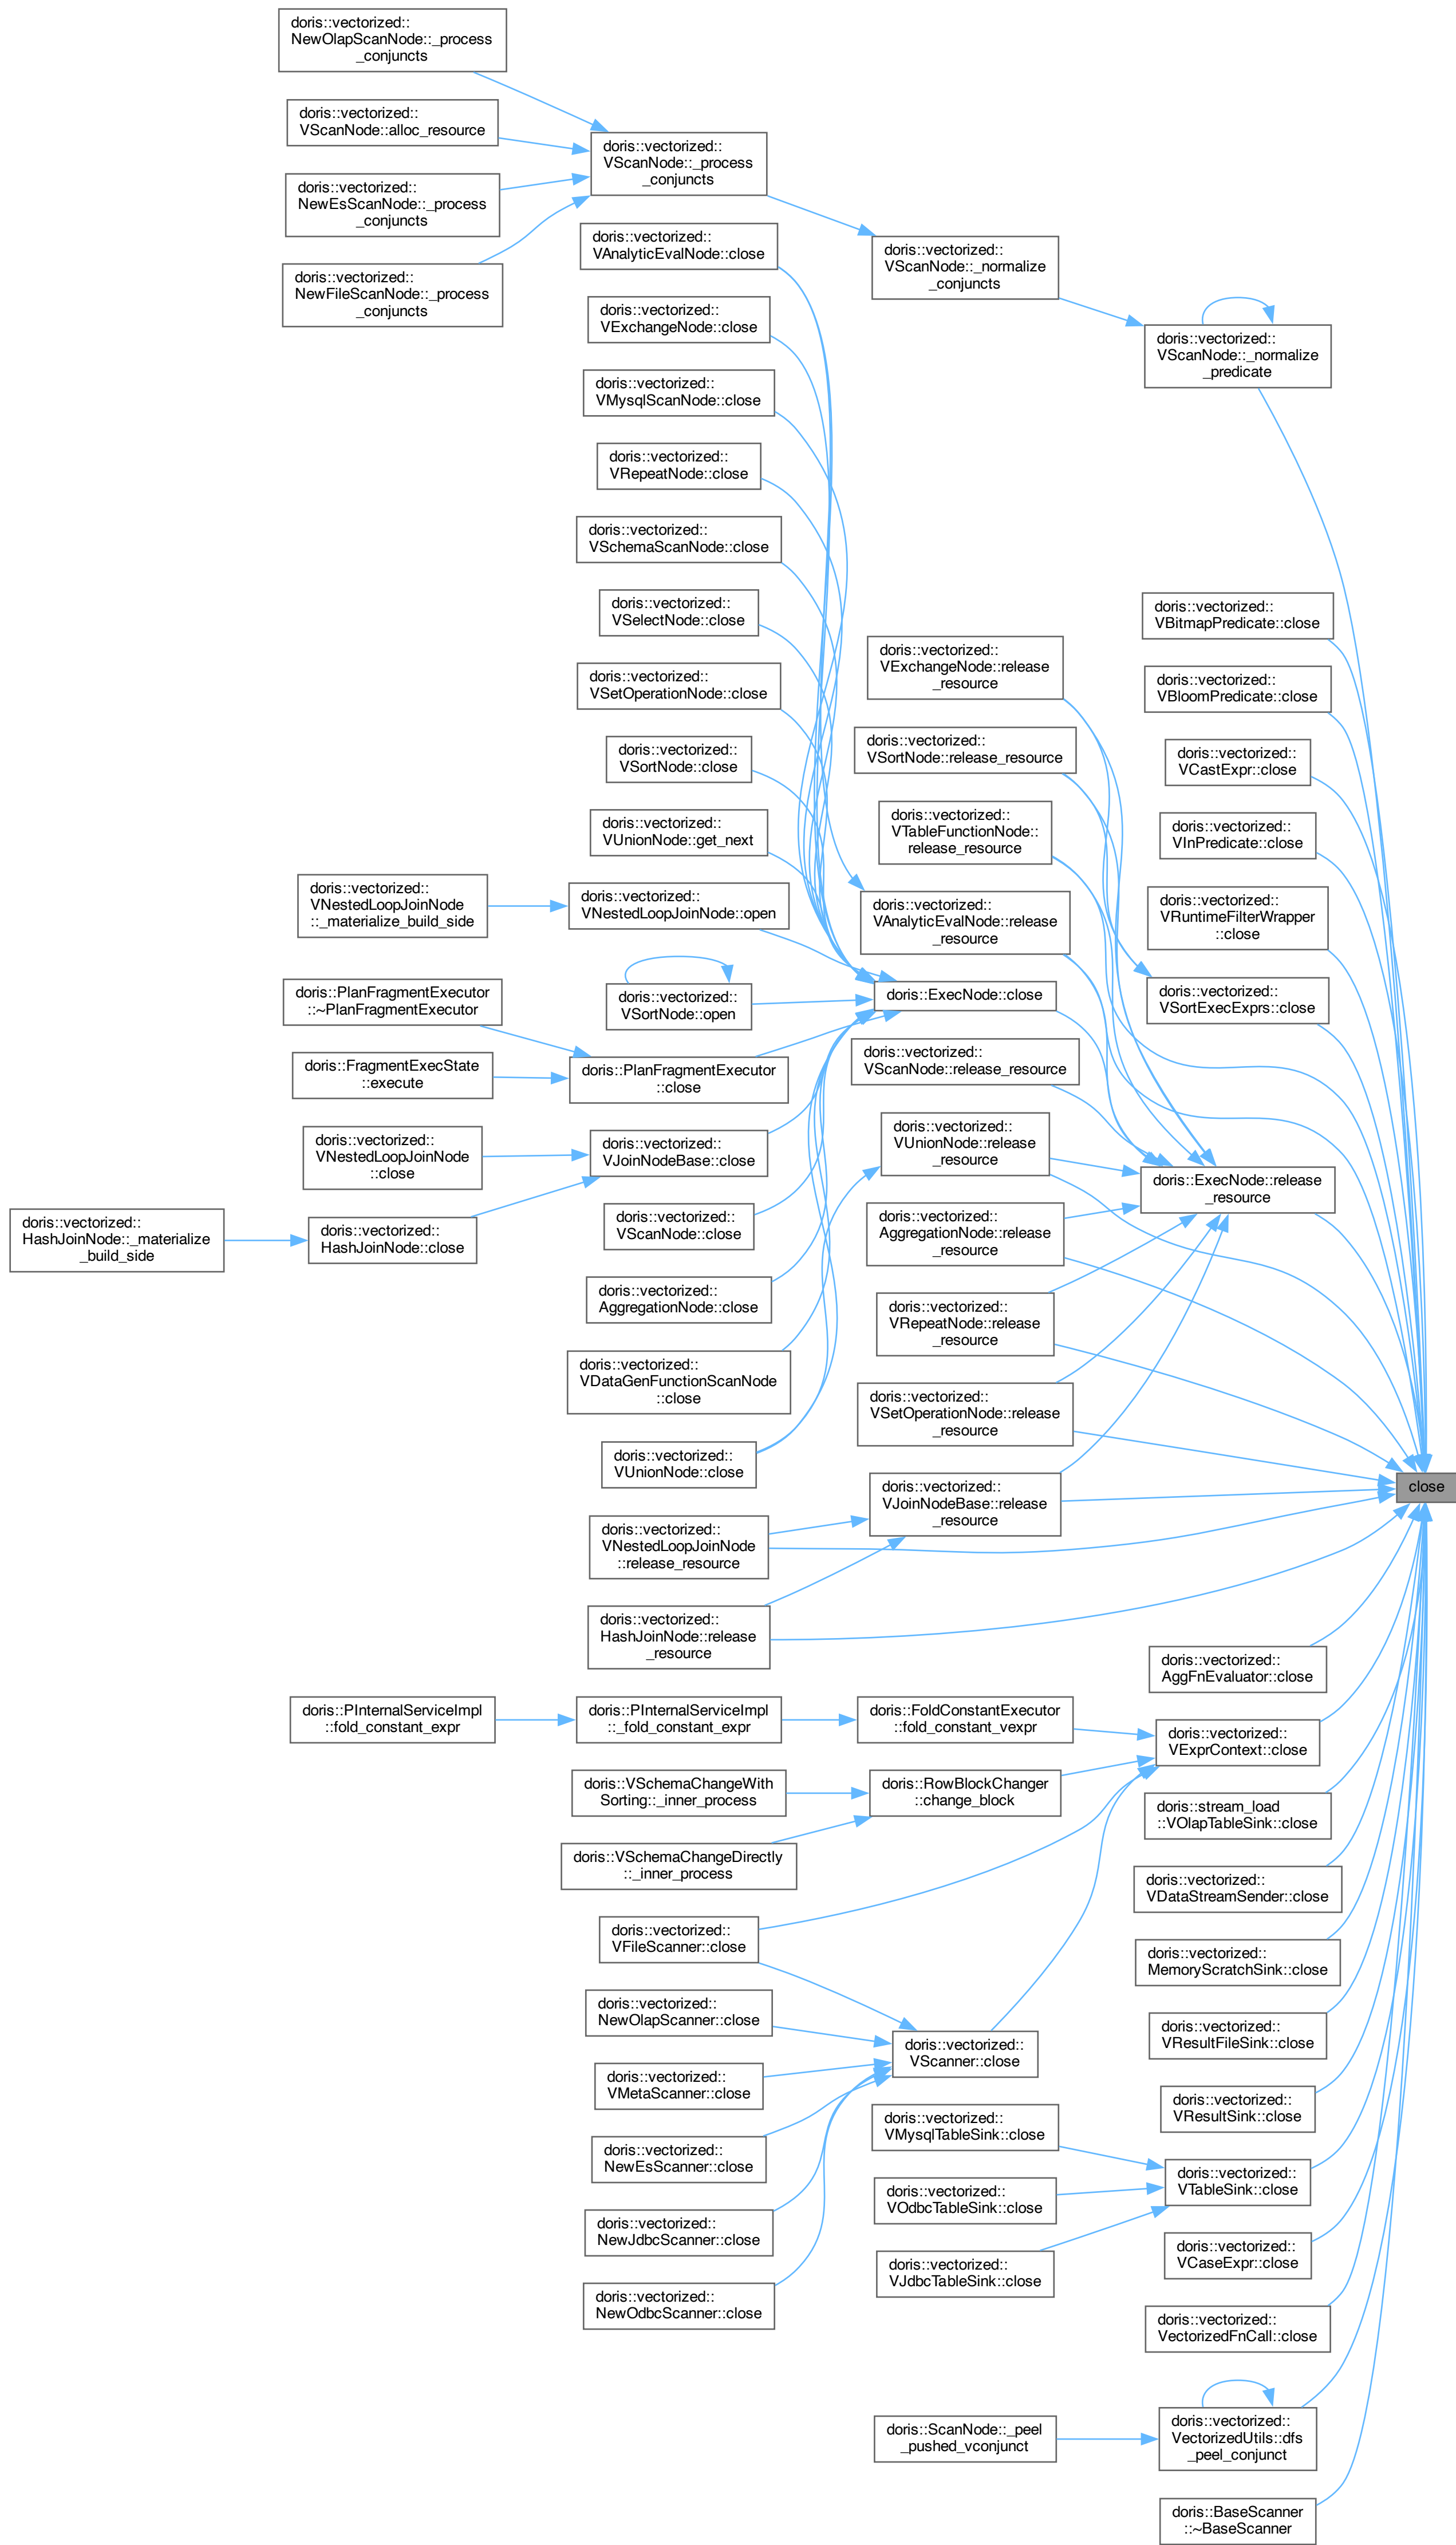 doris::vectorized::
NewOlapScanNode::_process
_conjuncts
doris::vectorized::
VScanNode::alloc_resource
doris::vectorized::
NewEsScanNode::_process
_conjuncts
doris::vectorized::
NewFileScanNode::_process
_conjuncts
doris::vectorized::
VScanNode::_process
_conjuncts
doris::vectorized::
VScanNode::_normalize
_conjuncts
doris::vectorized::
VScanNode::_normalize
_predicate
doris::vectorized::
VAnalyticEvalNode::close
doris::vectorized::
VExchangeNode::close
doris::vectorized::
VMysqlScanNode::close
doris::vectorized::
VRepeatNode::close
doris::vectorized::
VSchemaScanNode::close
doris::vectorized::
VSelectNode::close
doris::vectorized::
VSetOperationNode::close
doris::vectorized::
VSortNode::close
doris::vectorized::
VUnionNode::get_next
doris::vectorized::
VNestedLoopJoinNode
::_materialize_build_side
doris::vectorized::
VNestedLoopJoinNode::open
doris::vectorized::
VSortNode::open
doris::PlanFragmentExecutor
::~PlanFragmentExecutor
doris::FragmentExecState
::execute
doris::PlanFragmentExecutor
::close
doris::vectorized::
VNestedLoopJoinNode
::close
doris::vectorized::
VJoinNodeBase::close
doris::vectorized::
HashJoinNode::_materialize
_build_side
doris::vectorized::
HashJoinNode::close
doris::vectorized::
VScanNode::close
doris::vectorized::
AggregationNode::close
doris::vectorized::
VDataGenFunctionScanNode
::close
doris::vectorized::
VUnionNode::close
doris::vectorized::
VExchangeNode::release
_resource
doris::vectorized::
VSortNode::release_resource
doris::vectorized::
VTableFunctionNode::
release_resource
doris::vectorized::
VAnalyticEvalNode::release
_resource
doris::ExecNode::close
doris::vectorized::
VScanNode::release_resource
doris::vectorized::
VUnionNode::release
_resource
doris::vectorized::
AggregationNode::release
_resource
doris::vectorized::
VRepeatNode::release
_resource
doris::vectorized::
VSetOperationNode::release
_resource
doris::vectorized::
VJoinNodeBase::release
_resource
doris::vectorized::
VNestedLoopJoinNode
::release_resource
doris::vectorized::
HashJoinNode::release
_resource
doris::vectorized::
VBitmapPredicate::close
doris::vectorized::
VBloomPredicate::close
doris::vectorized::
VCastExpr::close
doris::vectorized::
VInPredicate::close
doris::vectorized::
VRuntimeFilterWrapper
::close
doris::vectorized::
VSortExecExprs::close
doris::ExecNode::release
_resource
close
doris::vectorized::
AggFnEvaluator::close
doris::PInternalServiceImpl
::fold_constant_expr
doris::PInternalServiceImpl
::_fold_constant_expr
doris::FoldConstantExecutor
::fold_constant_vexpr
doris::vectorized::
VExprContext::close
doris::VSchemaChangeWith
Sorting::_inner_process
doris::RowBlockChanger
::change_block
doris::VSchemaChangeDirectly
::_inner_process
doris::stream_load
::VOlapTableSink::close
doris::vectorized::
VDataStreamSender::close
doris::vectorized::
VFileScanner::close
doris::vectorized::
MemoryScratchSink::close
doris::vectorized::
NewOlapScanner::close
doris::vectorized::
VScanner::close
doris::vectorized::
VResultFileSink::close
doris::vectorized::
VMetaScanner::close
doris::vectorized::
VResultSink::close
doris::vectorized::
NewEsScanner::close
doris::vectorized::
VMysqlTableSink::close
doris::vectorized::
VTableSink::close
doris::vectorized::
VOdbcTableSink::close
doris::vectorized::
NewJdbcScanner::close
doris::vectorized::
VJdbcTableSink::close
doris::vectorized::
VCaseExpr::close
doris::vectorized::
NewOdbcScanner::close
doris::vectorized::
VectorizedFnCall::close
doris::ScanNode::_peel
_pushed_vconjunct
doris::vectorized::
VectorizedUtils::dfs
_peel_conjunct
doris::BaseScanner
::~BaseScanner